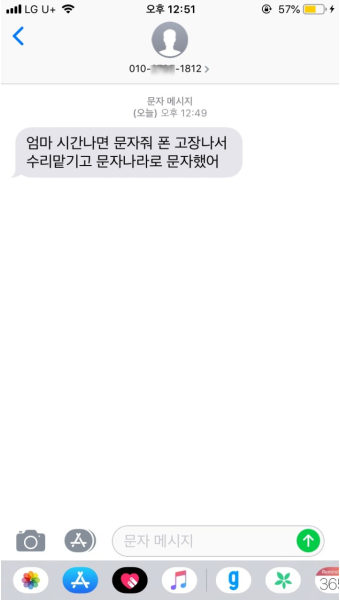 LG U+ 오후 12:51 57%
010- -1812 >
문자 메시지
(오늘) 오후 12:49
엄마 시간나면 문자줘 폰 고장나서
수리맡기고 문자나라로 문자했어
문자 메시지
g
365